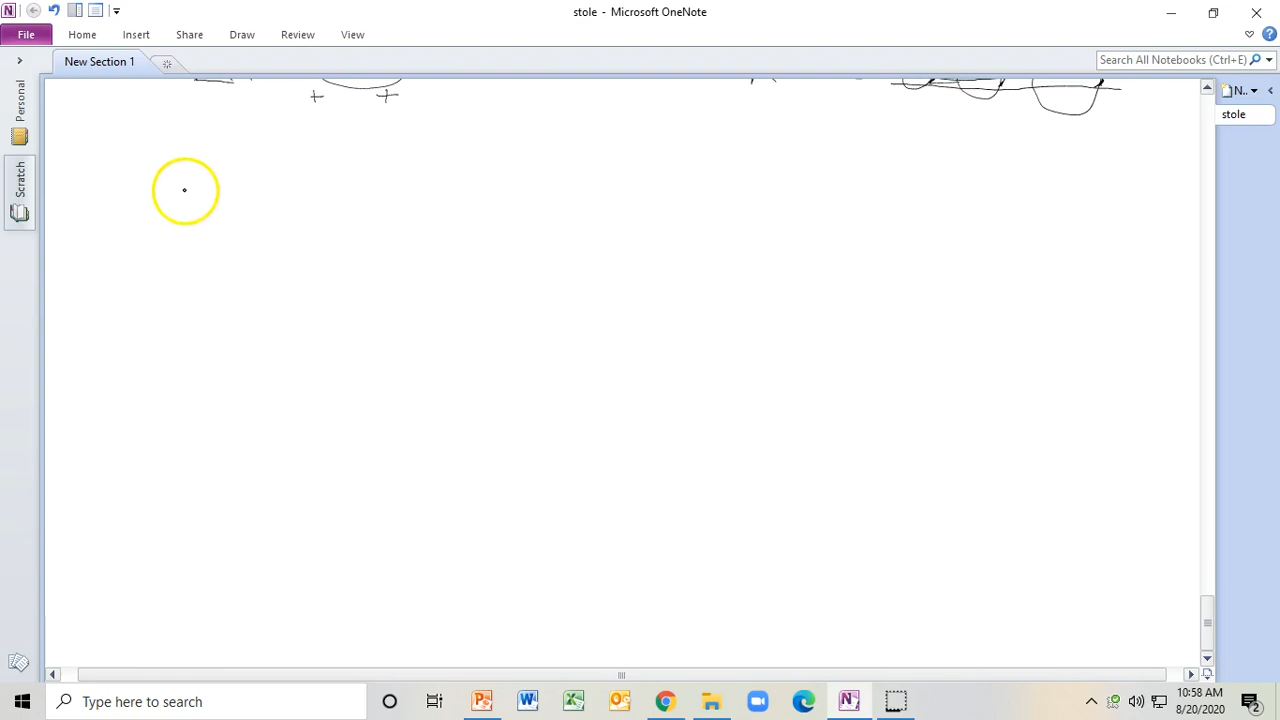 stole - Microsoft OneNote
File Home Insert Share Draw Review View
New Section 1
Search All Notebooks (Ctrl+E)
N..
stole
Personal
Scratch
+ +
Type here to search
10:58 AM
8/20/2020
2